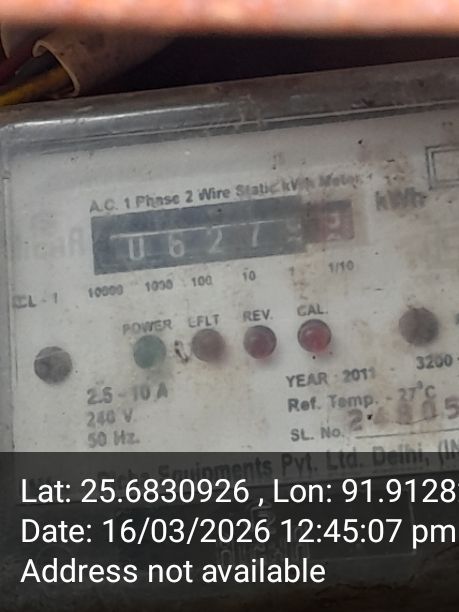 A.C. 1 Phase 2 Wire Static kWh Meter
kWh
0 6 2 7
CL - 1
10000 1000 100 10 1 1/10
POWER EFLT REV. CAL.
3200
2.5 - 10 A
240 V
50 Hz.
YEAR - 2011
Ref. Temp. - 27°C
SL. No.
Equipments Pvt. Ltd. Delhi,
Lat: 25.6830926 , Lon: 91.9128
Date: 16/03/2026 12:45:07 pm
Address not available